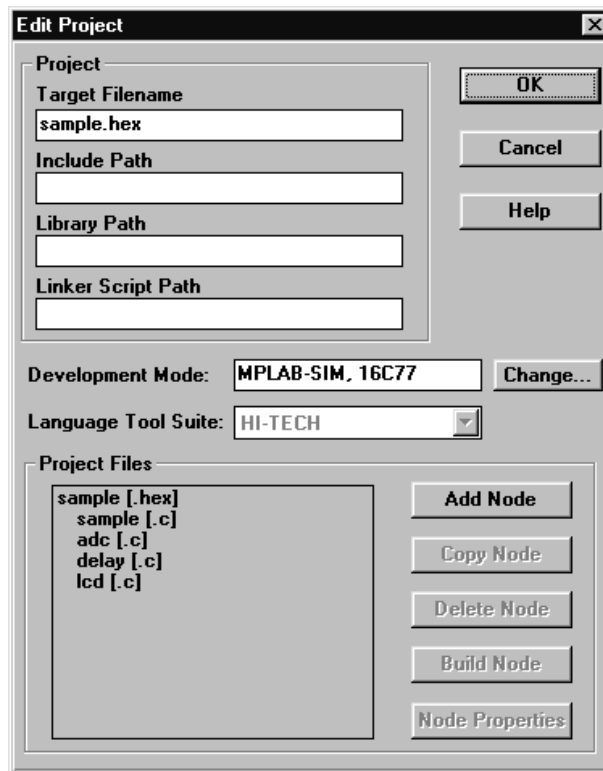 Edit Project
Project
Target Filename
sample.hex
Include Path
Library Path
Linker Script Path
OK
Cancel
Help
Development Mode: MPLAB-SIM, 16C77 Change...
Language Tool Suite: HI-TECH
Project Files
sample [.hex]
sample [.c]
adc [.c]
delay [.c]
lcd [.c]
Add Node
Copy Node
Delete Node
Build Node
Node Properties